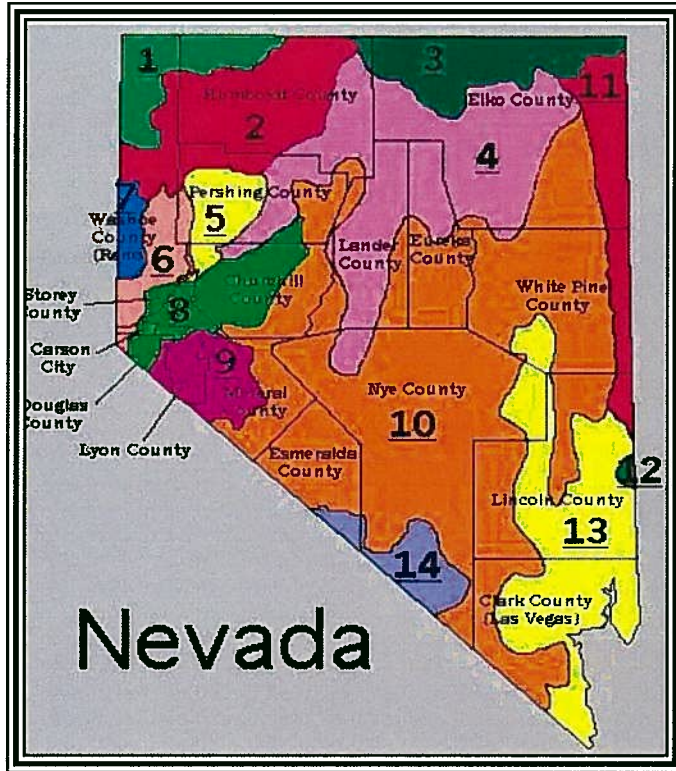 1
3
11
Humboldt County
Elko County
2
4
7
Pershing County
5
Washoe
County
(Reno)
6
Lander
County
Eureka
County
White Pine
County
Churchill
County
Storey
County
8
Carson
City
9
Mineral
County
Nye County
10
Douglas
County
Lyon County
Esmeralda
County
12
Lincoln County
13
14
Clark County
(Las Vegas)
Nevada